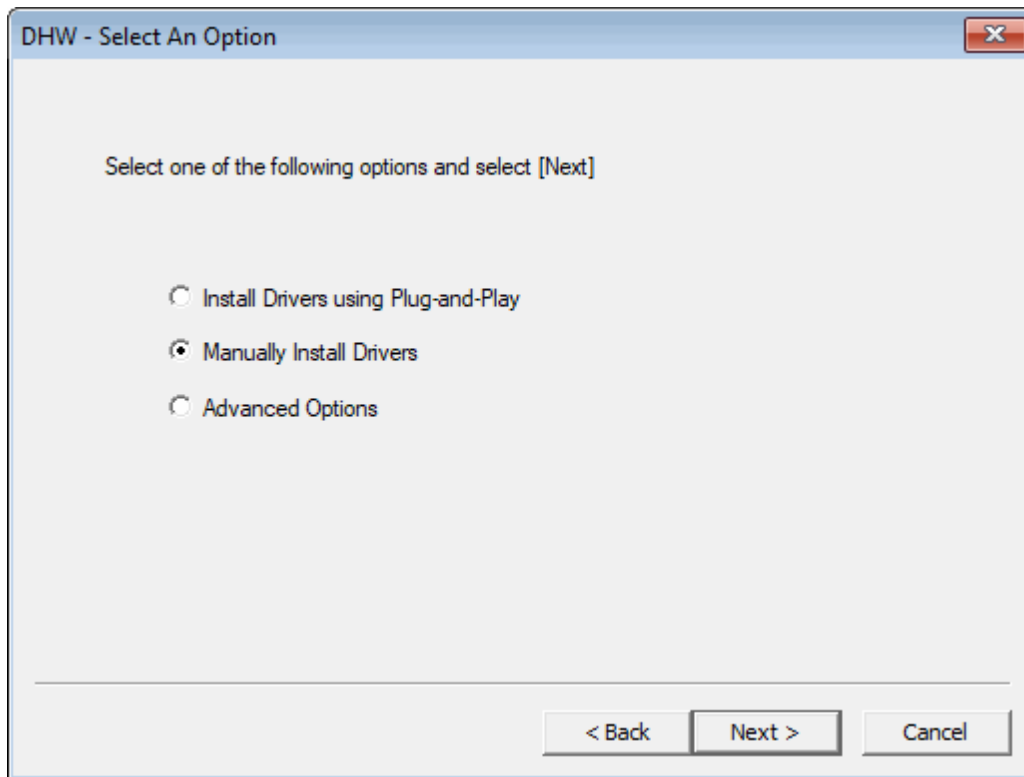 DHW - Select An Option
Select one of the following options and select [Next]
Install Drivers using Plug-and-Play
Manually Install Drivers
Advanced Options
< Back
Next >
Cancel